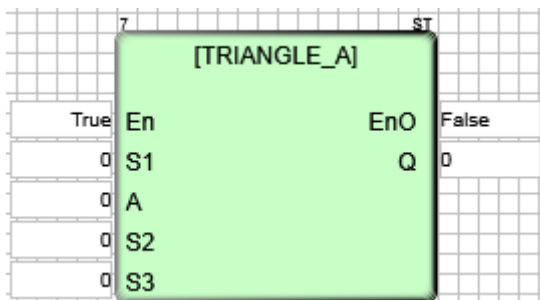 7 ST
[TRIANGLE_A]
True En EnO False
0 S1 Q 0
0 A
0 S2
0 S3